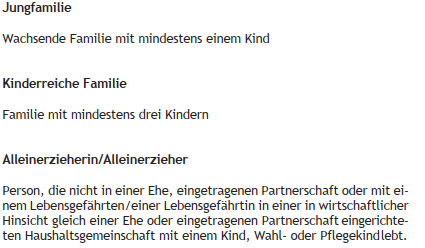 Jungfamilie
Wachsende Familie mit mindestens einem Kind
Kinderreiche Familie
Familie mit mindestens drei Kindern
Alleinerzieherin/Alleinerzieher
Person, die nicht in einer Ehe, eingetragenen Partnerschaft oder mit ei-
nem Lebensgefährten/einer Lebensgefährtin in einer in wirtschaftlicher
Hinsicht gleich einer Ehe oder eingetragenen Partnerschaft eingerichte-
ten Haushaltsgemeinschaft mit einem Kind, Wahl- oder Pflegekindlebt.